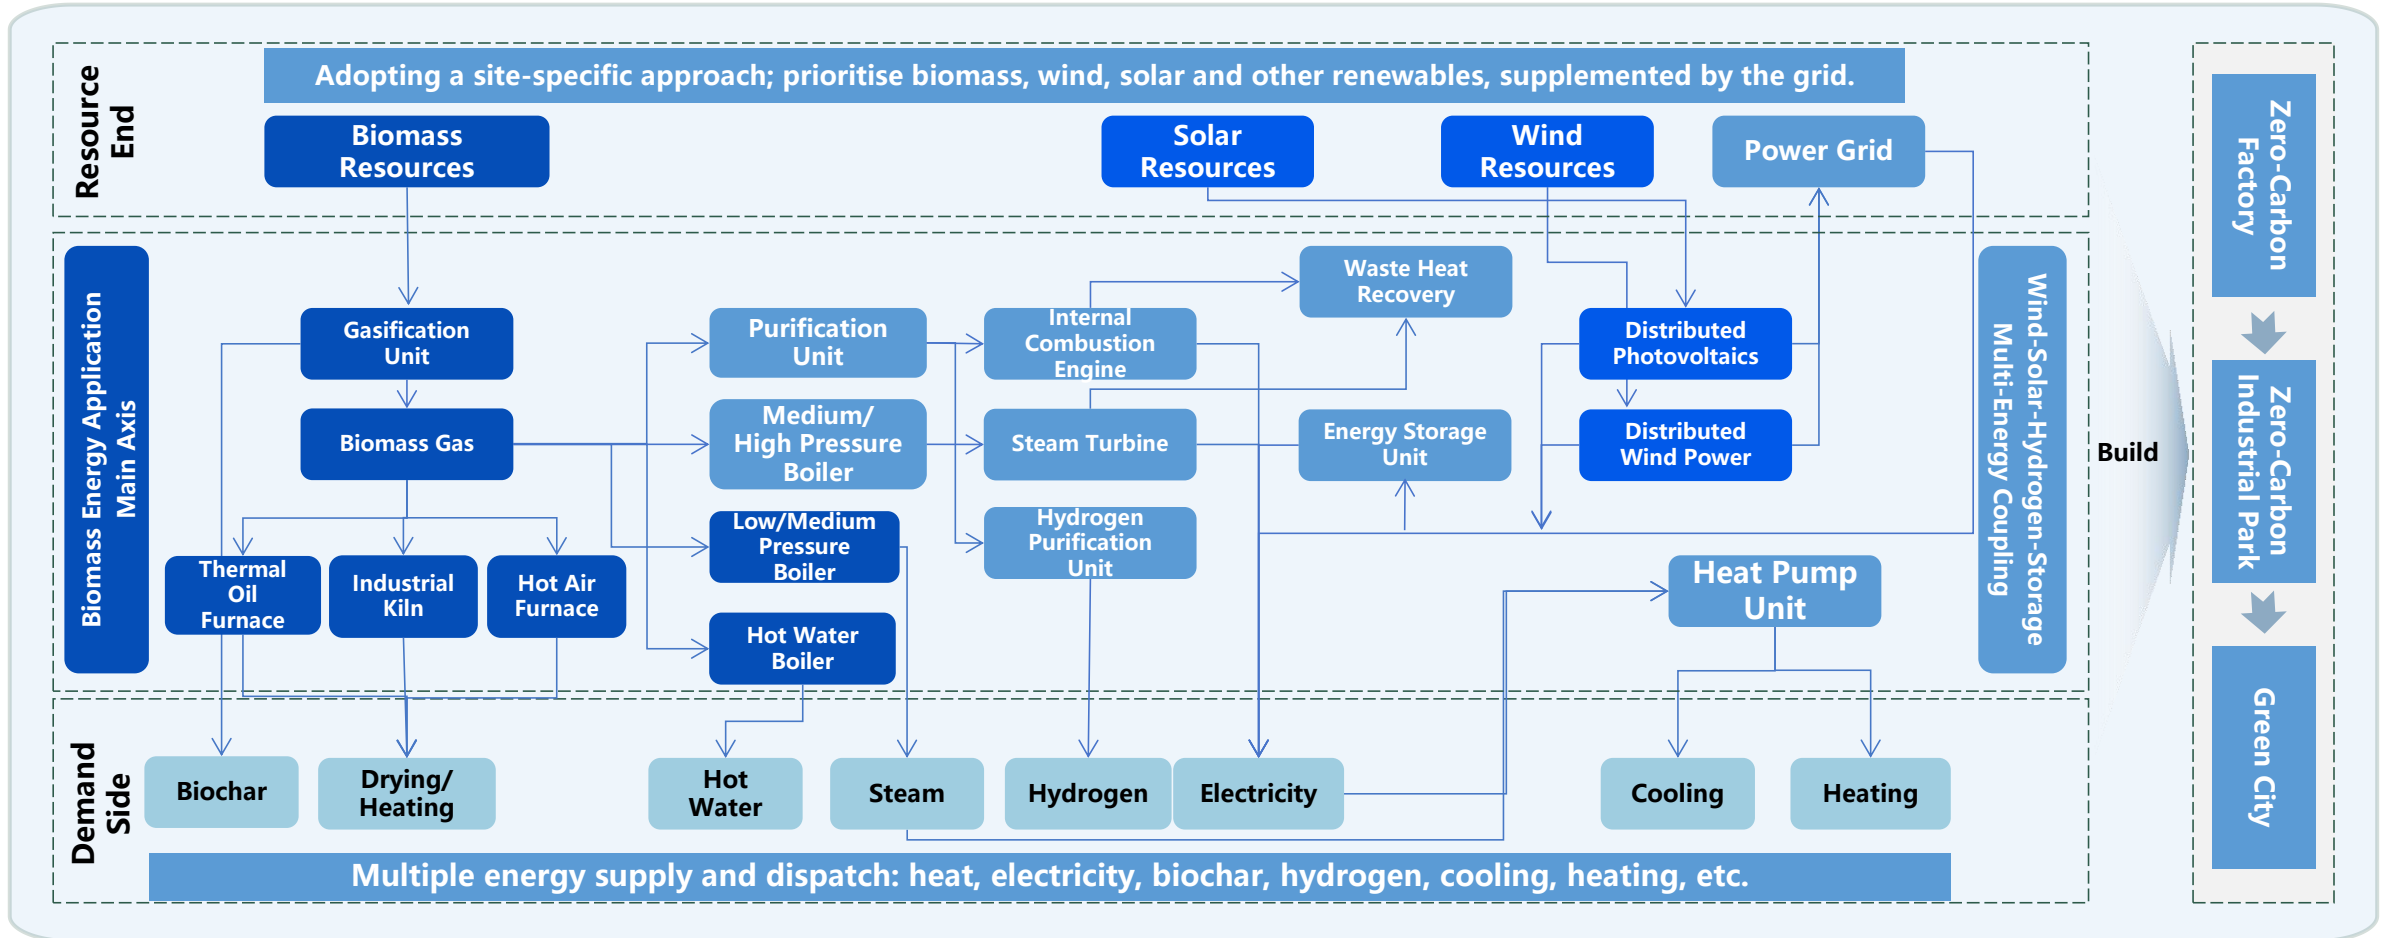 Resource
End
Adopting a site-specific approach; prioritise biomass, wind, solar and other renewables, supplemented by the grid.
Biomass
Resources
Solar
Resources
Wind
Resources
Power Grid
Biomass Energy Application
Main Axis
Gasification
Unit
Biomass Gas
Thermal
Oil
Furnace
Industrial
Kiln
Hot Air
Furnace
Purification
Unit
Medium/
High Pressure
Boiler
Low/Medium
Pressure
Boiler
Hot Water
Boiler
Internal
Combustion
Engine
Steam Turbine
Hydrogen
Purification
Unit
Waste Heat
Recovery
Energy Storage
Unit
Distributed
Photovoltaics
Distributed
Wind Power
Heat Pump
Unit
Wind-Solar-Hydrogen-Storage
Multi-Energy Coupling
Demand
Side
Biochar
Drying/
Heating
Hot
Water
Steam
Hydrogen
Electricity
Cooling
Heating
Multiple energy supply and dispatch: heat, electricity, biochar, hydrogen, cooling, heating, etc.
Build
Zero-Carbon
Factory
Zero-Carbon
Industrial Park
Green City